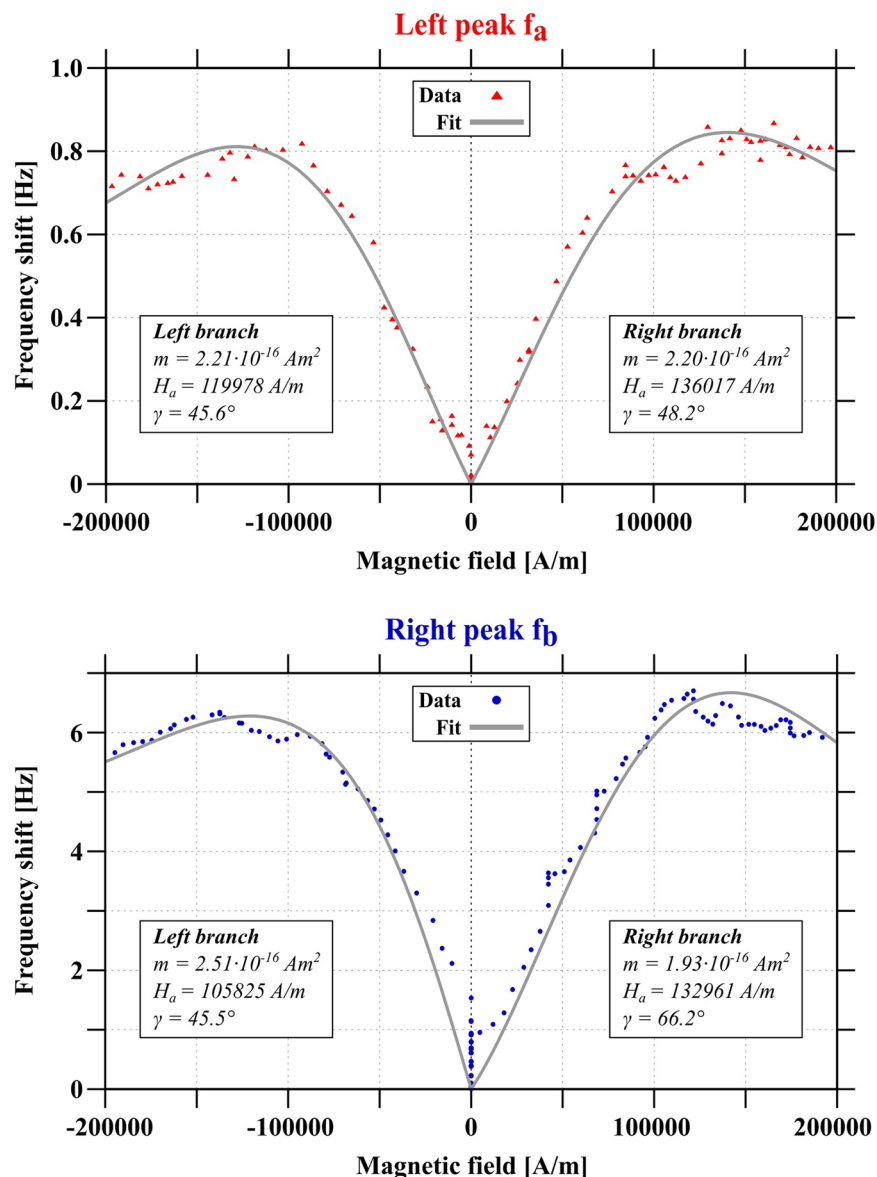 Left peak fa
1.0
0.8
0.6
0.4
0.2
0
Frequency shift [Hz]
Data
Fit
Left branch
m = 2.21·10⁻¹⁶ Am²
Hₐ = 119978 A/m
γ = 45.6°
Right branch
m = 2.20·10⁻¹⁶ Am²
Hₐ = 136017 A/m
γ = 48.2°
-200000 -100000 0 100000 200000
Magnetic field [A/m]
Right peak fb
6
4
2
0
Frequency shift [Hz]
Data
Fit
Left branch
m = 2.51·10⁻¹⁶ Am²
Hₐ = 105825 A/m
γ = 45.5°
Right branch
m = 1.93·10⁻¹⁶ Am²
Hₐ = 132961 A/m
γ = 66.2°
-200000 -100000 0 100000 200000
Magnetic field [A/m]